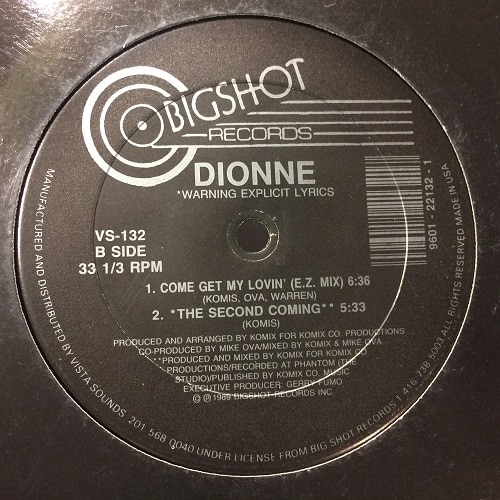 BIGSHOT
RECORDS
DIONNE
*WARNING EXPLICIT LYRICS
VS-132
B SIDE
33 1/3 RPM
9601 - 22132 - 1
1. COME GET MY LOVIN' (E.Z. MIX) 6:36
(KOMIS, OVA, WARREN)
2. *THE SECOND COMING** 5:33
(KOMIS)
PRODUCED AND ARRANGED BY KOMIX FOR KOMIX CO. PRODUCTIONS
CO-PRODUCED BY MIKE OVA/MIXED BY KOMIX & MIKE OVA
**PRODUCED AND MIXED BY KOMIX FOR KOMIX CO.
PRODUCTIONS/RECORDED AT PHANTOM (THE
STUDIO)/PUBLISHED BY KOMIX CO. MUSIC
EXECUTIVE PRODUCER: GERRY FUMO
© ℗ 1989 BIGSHOT RECORDS INC
MANUFACTURED AND DISTRIBUTED BY VISTA SOUNDS 201 568 0040 UNDER LICENSE FROM BIG SHOT RECORDS 1 416 738 5003 ALL RIGHTS RESERVED MADE IN USA